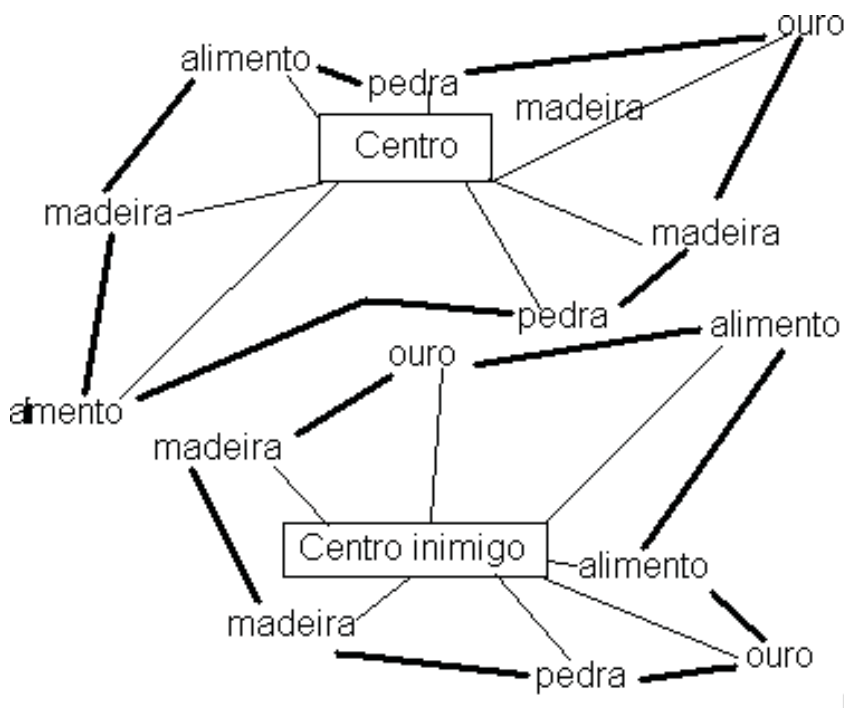 ouro
alimento
pedra
madeira
Centro
madeira
madeira
pedra
alimento
ouro
alimento
madeira
Centro inimigo
alimento
madeira
ouro
pedra